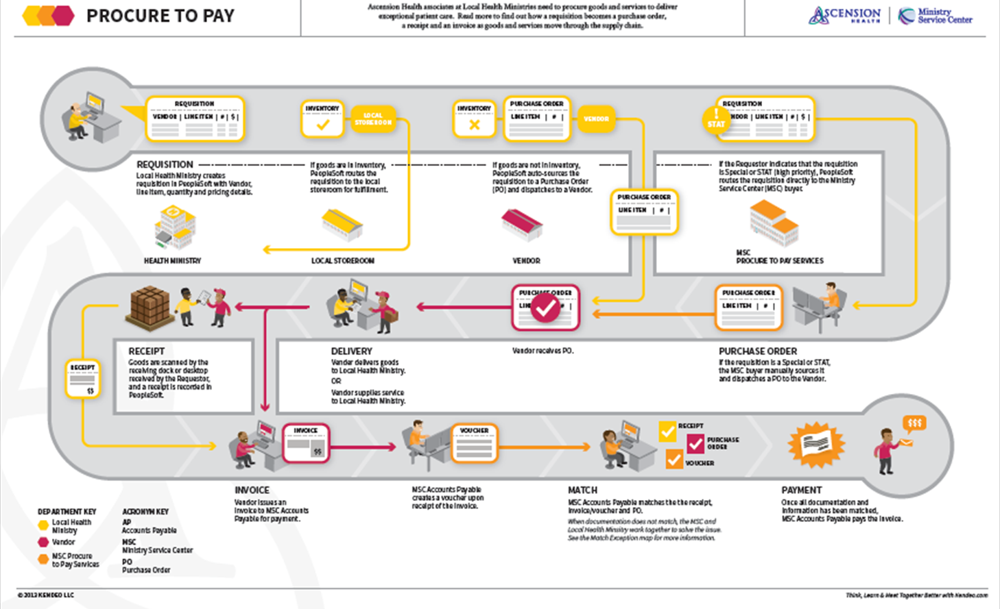 PROCURE TO PAY
Ascension Health associates at Local Health Ministries need to procure goods and services to deliver
exceptional patient care. Read more to find out how a requisition becomes a purchase order,
a receipt and an invoice as goods and services move through the supply chain.
ASCENSION
HEALTH
Ministry
Service Center
REQUISITION
VENDOR | LINE ITEM | # | $ |
INVENTORY
LOCAL
STOREROOM
INVENTORY
PURCHASE ORDER
LINE ITEM | # |
VENDOR
!
STAT
REQUISITION
NDOR | LINE ITEM | # | $ |
REQUISITION
Local Health Ministry creates
requisition in PeopleSoft with Vendor,
line item, quantity and pricing details.
If goods are in inventory,
PeopleSoft routes the
requisition to the local
storeroom for fulfillment.
If goods are not in inventory,
PeopleSoft auto-sources the
requisition to a Purchase Order
(PO) and dispatches to a Vendor.
If the Requestor indicates that the requisition
is Special or STAT (high priority), PeopleSoft
routes the requisition directly to the Ministry
Service Center (MSC) buyer.
PURCHASE ORDER
LINE ITEM | # |
HEALTH MINISTRY
LOCAL STOREROOM
VENDOR
MSC
PROCURE TO PAY SERVICES
PURCHASE ORDER
LINE # |
PURCHASE ORDER
LINE ITEM | # |
RECEIPT
$$
RECEIPT
Goods are scanned by the
receiving dock or desktop
received by the Requestor,
and a receipt is recorded in
PeopleSoft.
DELIVERY
Vender delivers goods
to Local Health Ministry.
OR
Vendor supplies service
to Local Health Ministry.
Vendor receives PO.
PURCHASE ORDER
If the requisition is a Special or STAT,
the MSC buyer manually sources it
and dispatches a PO to the Vendor.
INVOICE
$$
VOUCHER
RECEIPT
PURCHASE
ORDER
VOUCHER
$$$
INVOICE
Vendor issues an
invoice to MSC Accounts
Payable for payment.
MSC Accounts Payable
creates a voucher upon
receipt of the invoice.
MATCH
MSC Accounts Payable matches the the receipt,
invoice/voucher and PO.
When documentation does not match, the MSC and
Local Health Minsitry work together to solve the issue.
See the Match Exception map for more information.
PAYMENT
Once all documentation and
information has been matched,
MSC Accounts Payable pays the invoice.
DEPARTMENT KEY
Local Health
Ministry
Vendor
MSC Procure
to Pay Services
ACRONYM KEY
AP
Accounts Payable
MSC
Ministry Service Center
PO
Purchase Order
© 2013 KENDEO LLC
Think, Learn & Meet Together Better with Kendeo.com